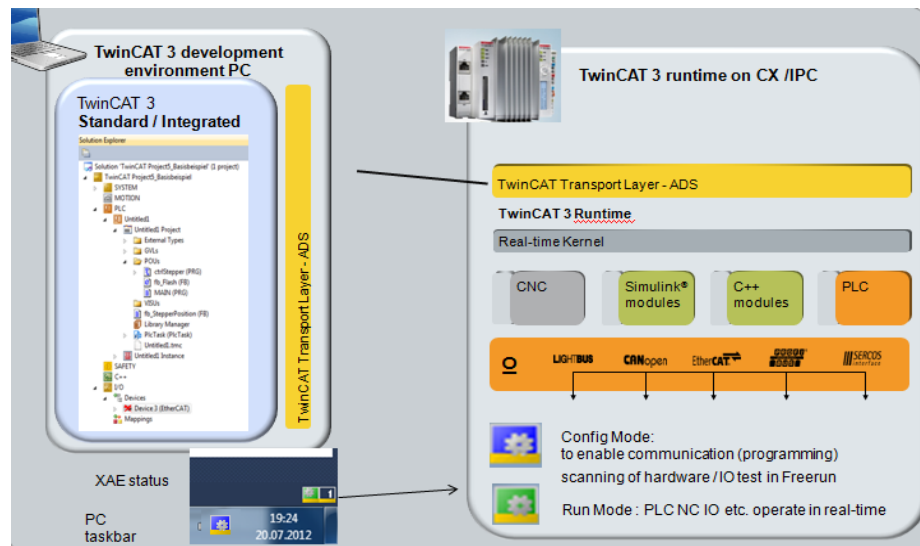 TwinCAT 3 development
environment PC
TwinCAT 3
Standard / Integrated
Solution Explorer
Solution 'TwinCAT Project5_Basisbeispiel' (1 project)
TwinCAT Project5_Basisbeispiel
SYSTEM
MOTION
PLC
Untitled1
Untitled1 Project
External Types
GVLs
POUs
ctrlStepper (PRG)
fb_Flash (FB)
MAIN (PRG)
VISUs
fb_StepperPosition (FB)
Library Manager
PlcTask (PlcTask)
Untitled1.tmc
Untitled1 Instance
SAFETY
C++
I/O
Devices
Device 3 (EtherCAT)
Mappings
TwinCAT Transport Layer - ADS
XAE status
1
PC
taskbar
19:24
20.07.2012
TwinCAT 3 runtime on CX /IPC
TwinCAT Transport Layer - ADS
TwinCAT 3 Runtime
Real-time Kernel
CNC
Simulink®
modules
C++
modules
PLC
IO
LIGHTBUS
CANopen
EtherCAT
SERCOS
interface
Config Mode:
to enable communication (programming)
scanning of hardware / IO test in Freerun
Run Mode : PLC NC IO etc. operate in real-time